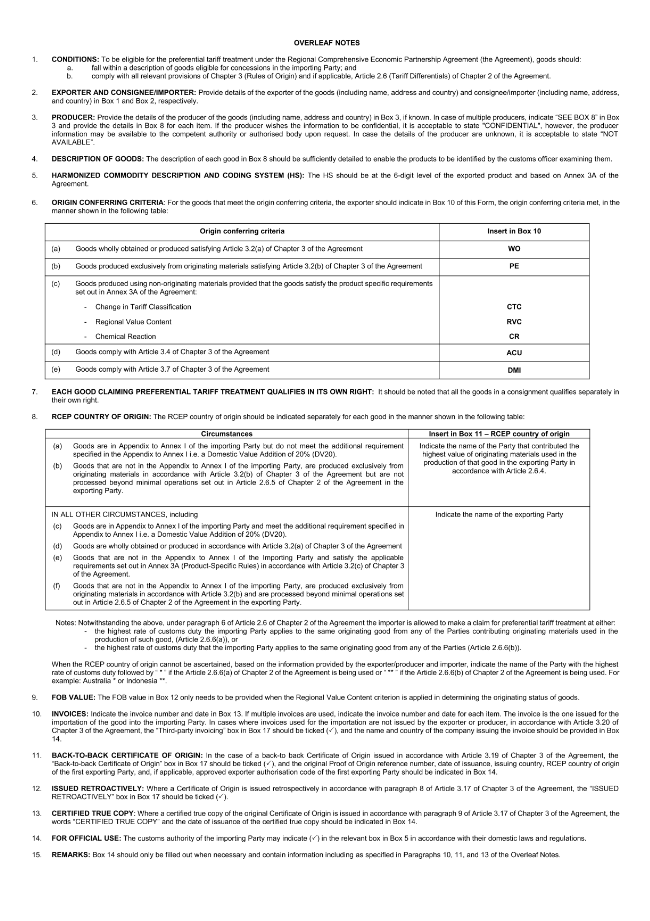 OVERLEAF NOTES
1. CONDITIONS: To be eligible for the preferential tariff treatment under the Regional Comprehensive Economic Partnership Agreement (the Agreement), goods should:
a. fall within a description of goods eligible for concessions in the importing Party; and
b. comply with all relevant provisions of Chapter 3 (Rules of Origin) and if applicable, Article 2.6 (Tariff Differentials) of Chapter 2 of the Agreement.
2. EXPORTER AND CONSIGNEE/IMPORTER: Provide details of the exporter of the goods (including name, address and country) and consignee/importer (including name, address,
and country) in Box 1 and Box 2, respectively.
3. PRODUCER: Provide the details of the producer of the goods (including name, address and country) in Box 3, if known. In case of multiple producers, indicate "SEE BOX 8" in Box
3 and provide the details in Box 8 for each item. If the producer wishes the information to be confidential, it is acceptable to state "CONFIDENTIAL", however, the producer
information may be available to the competent authority or authorised body upon request. In case the details of the producer are unknown, it is acceptable to state "NOT
AVAILABLE".
4. DESCRIPTION OF GOODS: The description of each good in Box 8 should be sufficiently detailed to enable the products to be identified by the customs officer examining them.
5. HARMONIZED COMMODITY DESCRIPTION AND CODING SYSTEM (HS): The HS should be at the 6-digit level of the exported product and based on Annex 3A of the
Agreement.
6. ORIGIN CONFERRING CRITERIA: For the goods that meet the origin conferring criteria, the exporter should indicate in Box 10 of this Form, the origin conferring criteria met, in the
manner shown in the following table:
Origin conferring criteria Insert in Box 10
(a) Goods wholly obtained or produced satisfying Article 3.2(a) of Chapter 3 of the Agreement WO
(b) Goods produced exclusively from originating materials satisfying Article 3.2(b) of Chapter 3 of the Agreement PE
(c) Goods produced using non-originating materials provided that the goods satisfy the product specific requirements
set out in Annex 3A of the Agreement:
- Change in Tariff Classification CTC
- Regional Value Content RVC
- Chemical Reaction CR
(d) Goods comply with Article 3.4 of Chapter 3 of the Agreement ACU
(e) Goods comply with Article 3.7 of Chapter 3 of the Agreement DMI
7. EACH GOOD CLAIMING PREFERENTIAL TARIFF TREATMENT QUALIFIES IN ITS OWN RIGHT: It should be noted that all the goods in a consignment qualifies separately in
their own right.
8. RCEP COUNTRY OF ORIGIN: The RCEP country of origin should be indicated separately for each good in the manner shown in the following table:
Circumstances Insert in Box 11 – RCEP country of origin
(a) Goods are in Appendix to Annex I of the importing Party but do not meet the additional requirement
specified in the Appendix to Annex I i.e. a Domestic Value Addition of 20% (DV20).
(b) Goods that are not in the Appendix to Annex I of the importing Party, are produced exclusively from
originating materials in accordance with Article 3.2(b) of Chapter 3 of the Agreement but are not
processed beyond minimal operations set out in Article 2.6.5 of Chapter 2 of the Agreement in the
exporting Party.
Indicate the name of the Party that contributed the
highest value of originating materials used in the
production of that good in the exporting Party in
accordance with Article 2.6.4.
IN ALL OTHER CIRCUMSTANCES, including Indicate the name of the exporting Party
(c) Goods are in Appendix to Annex I of the importing Party and meet the additional requirement specified in
Appendix to Annex I i.e. a Domestic Value Addition of 20% (DV20).
(d) Goods are wholly obtained or produced in accordance with Article 3.2(a) of Chapter 3 of the Agreement
(e) Goods that are not in the Appendix to Annex I of the Importing Party and satisfy the applicable
requirements set out in Annex 3A (Product-Specific Rules) in accordance with Article 3.2(c) of Chapter 3
of the Agreement.
(f) Goods that are not in the Appendix to Annex I of the importing Party, are produced exclusively from
originating materials in accordance with Article 3.2(b) and are processed beyond minimal operations set
out in Article 2.6.5 of Chapter 2 of the Agreement in the exporting Party.
Notes: Notwithstanding the above, under paragraph 6 of Article 2.6 of Chapter 2 of the Agreement the importer is allowed to make a claim for preferential tariff treatment at either:
- the highest rate of customs duty the importing Party applies to the same originating good from any of the Parties contributing originating materials used in the
production of such good, (Article 2.6.6(a)), or
- the highest rate of customs duty that the importing Party applies to the same originating good from any of the Parties (Article 2.6.6(b)).
When the RCEP country of origin cannot be ascertained, based on the information provided by the exporter/producer and importer, indicate the name of the Party with the highest
rate of customs duty followed by " * " if the Article 2.6.6(a) of Chapter 2 of the Agreement is being used or " ** " if the Article 2.6.6(b) of Chapter 2 of the Agreement is being used. For
example: Australia * or Indonesia **.
9. FOB VALUE: The FOB value in Box 12 only needs to be provided when the Regional Value Content criterion is applied in determining the originating status of goods.
10. INVOICES: Indicate the invoice number and date in Box 13. If multiple invoices are used, indicate the invoice number and date for each item. The invoice is the one issued for the
importation of the good into the importing Party. In cases where invoices used for the importation are not issued by the exporter or producer, in accordance with Article 3.20 of
Chapter 3 of the Agreement, the "Third-party invoicing" box in Box 17 should be ticked (✓), and the name and country of the company issuing the invoice should be provided in Box
14.
11. BACK-TO-BACK CERTIFICATE OF ORIGIN: In the case of a back-to back Certificate of Origin issued in accordance with Article 3.19 of Chapter 3 of the Agreement, the
"Back-to-back Certificate of Origin" box in Box 17 should be ticked (✓), and the original Proof of Origin reference number, date of issuance, issuing country, RCEP country of origin
of the first exporting Party, and, if applicable, approved exporter authorisation code of the first exporting Party should be indicated in Box 14.
12. ISSUED RETROACTIVELY: Where a Certificate of Origin is issued retrospectively in accordance with paragraph 8 of Article 3.17 of Chapter 3 of the Agreement, the "ISSUED
RETROACTIVELY" box in Box 17 should be ticked (✓).
13. CERTIFIED TRUE COPY: Where a certified true copy of the original Certificate of Origin is issued in accordance with paragraph 9 of Article 3.17 of Chapter 3 of the Agreement, the
words "CERTIFIED TRUE COPY" and the date of issuance of the certified true copy should be indicated in Box 14.
14. FOR OFFICIAL USE: The customs authority of the importing Party may indicate (✓) in the relevant box in Box 5 in accordance with their domestic laws and regulations.
15. REMARKS: Box 14 should only be filled out when necessary and contain information including as specified in Paragraphs 10, 11, and 13 of the Overleaf Notes.